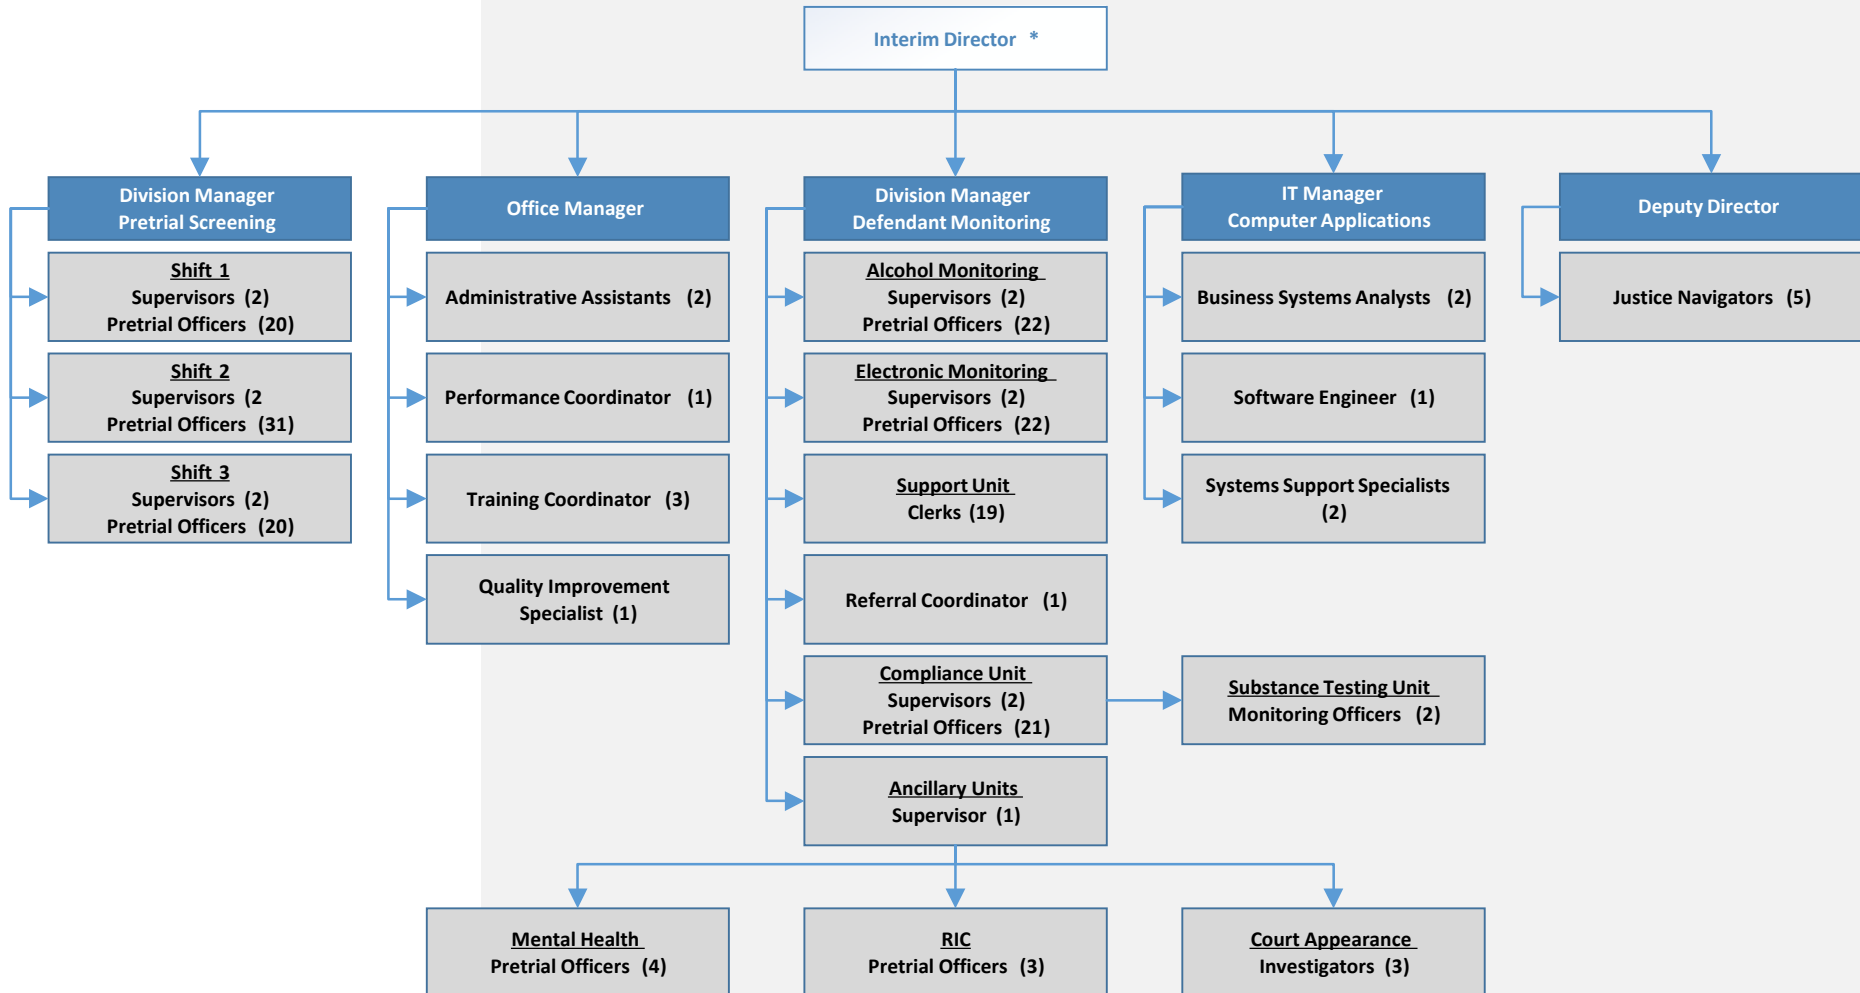 Interim Director *
Division Manager
Pretrial Screening
Office Manager
Division Manager
Defendant Monitoring
IT Manager
Computer Applications
Deputy Director
Shift 1
Supervisors (2)
Pretrial Officers (20)
Administrative Assistants (2)
Alcohol Monitoring
Supervisors (2)
Pretrial Officers (22)
Business Systems Analysts (2)
Justice Navigators (5)
Shift 2
Supervisors (2
Pretrial Officers (31)
Performance Coordinator (1)
Electronic Monitoring
Supervisors (2)
Pretrial Officers (22)
Software Engineer (1)
Shift 3
Supervisors (2)
Pretrial Officers (20)
Training Coordinator (3)
Support Unit
Clerks (19)
Systems Support Specialists
(2)
Quality Improvement
Specialist (1)
Referral Coordinator (1)
Compliance Unit
Supervisors (2)
Pretrial Officers (21)
Substance Testing Unit
Monitoring Officers (2)
Ancillary Units
Supervisor (1)
Mental Health
Pretrial Officers (4)
RIC
Pretrial Officers (3)
Court Appearance
Investigators (3)